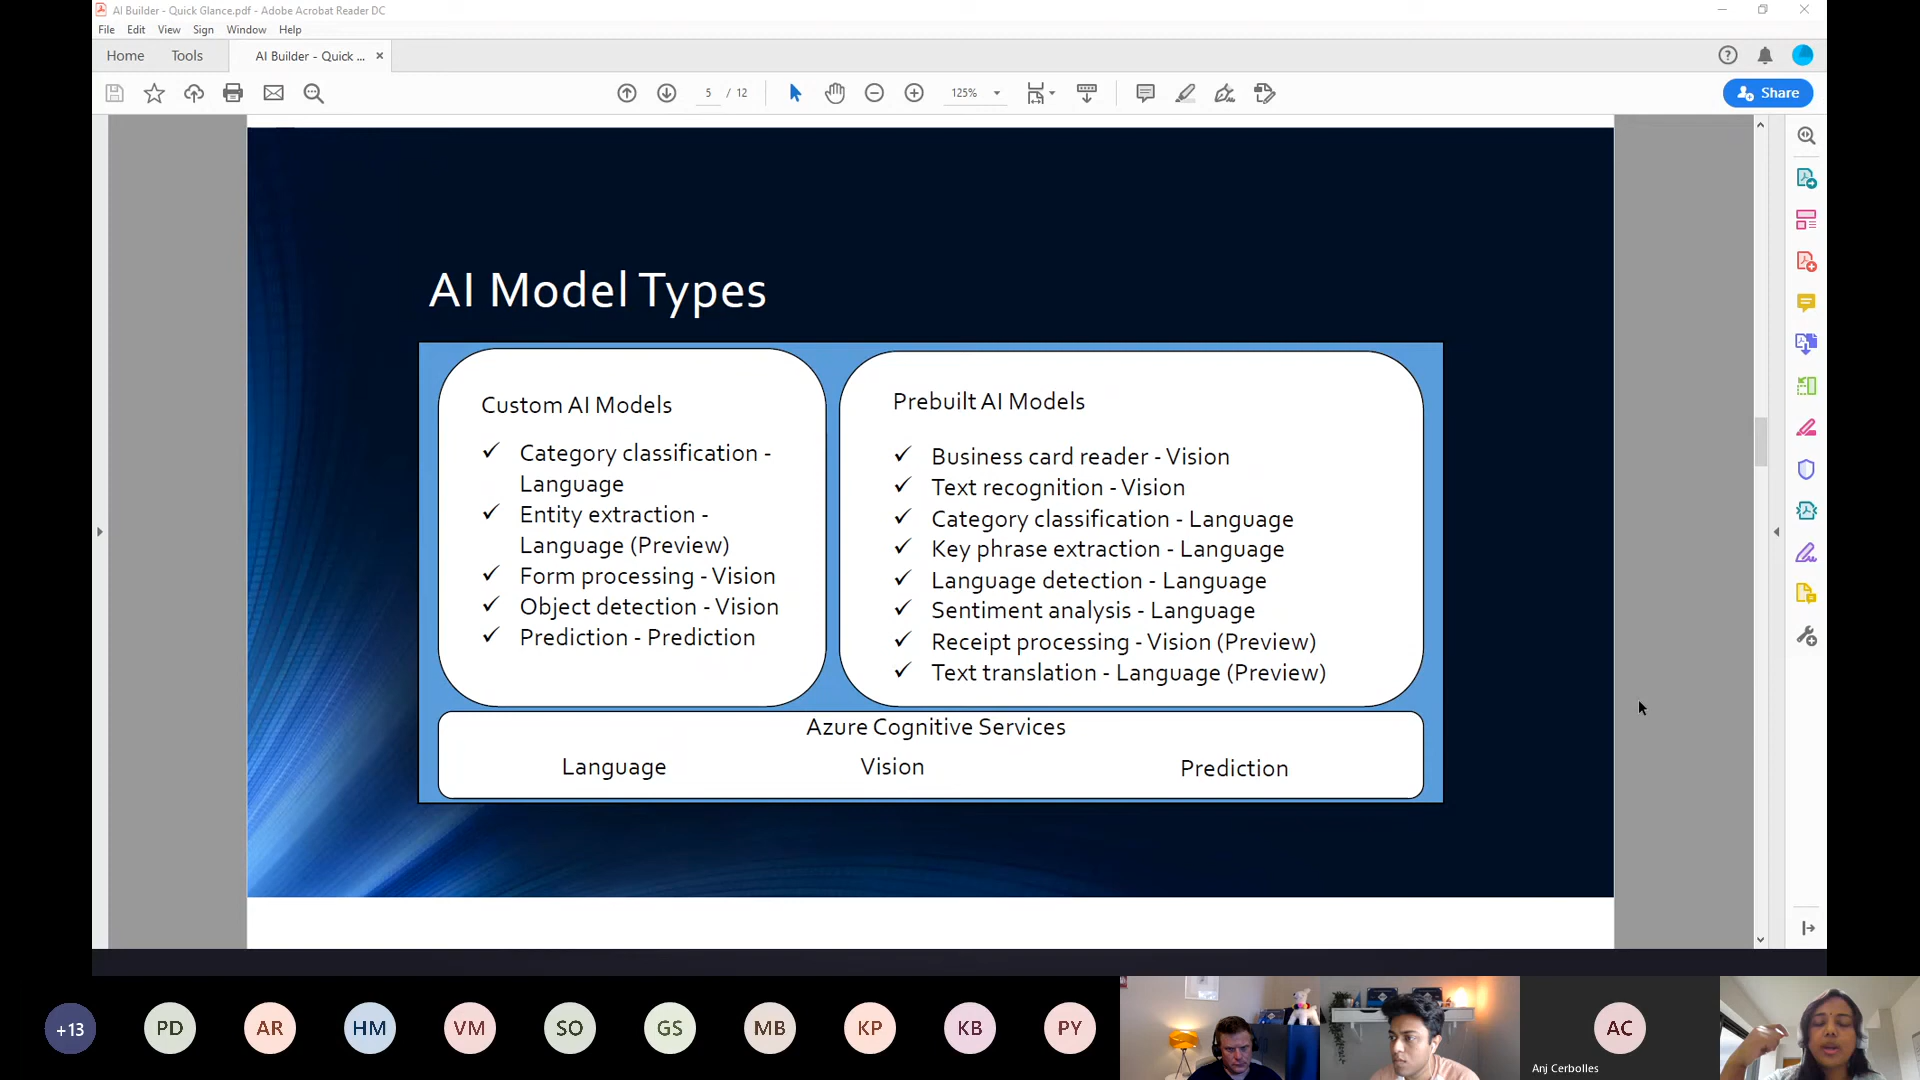 AI Builder - Quick Glance.pdf - Adobe Acrobat Reader DC
File Edit View Sign Window Help
Home Tools AI Builder - Quick ... ×
5 / 12 125% Share
AI Model Types
Custom AI Models
✓ Category classification -
Language
✓ Entity extraction -
Language (Preview)
✓ Form processing - Vision
✓ Object detection - Vision
✓ Prediction - Prediction
Prebuilt AI Models
✓ Business card reader - Vision
✓ Text recognition - Vision
✓ Category classification - Language
✓ Key phrase extraction - Language
✓ Language detection - Language
✓ Sentiment analysis - Language
✓ Receipt processing - Vision (Preview)
✓ Text translation - Language (Preview)
Azure Cognitive Services
Language Vision Prediction
+13 PD AR HM VM SO GS MB KP KB PY AC
Anj Cerbolles